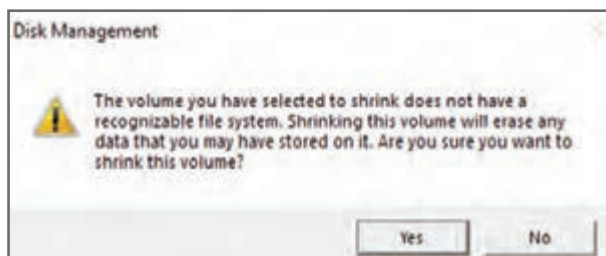 Disk Management
The volume you have selected to shrink does not have a
recognizable file system. Shrinking this volume will erase any
data that you may have stored on it. Are you sure you want to
shrink this volume?
Yes No